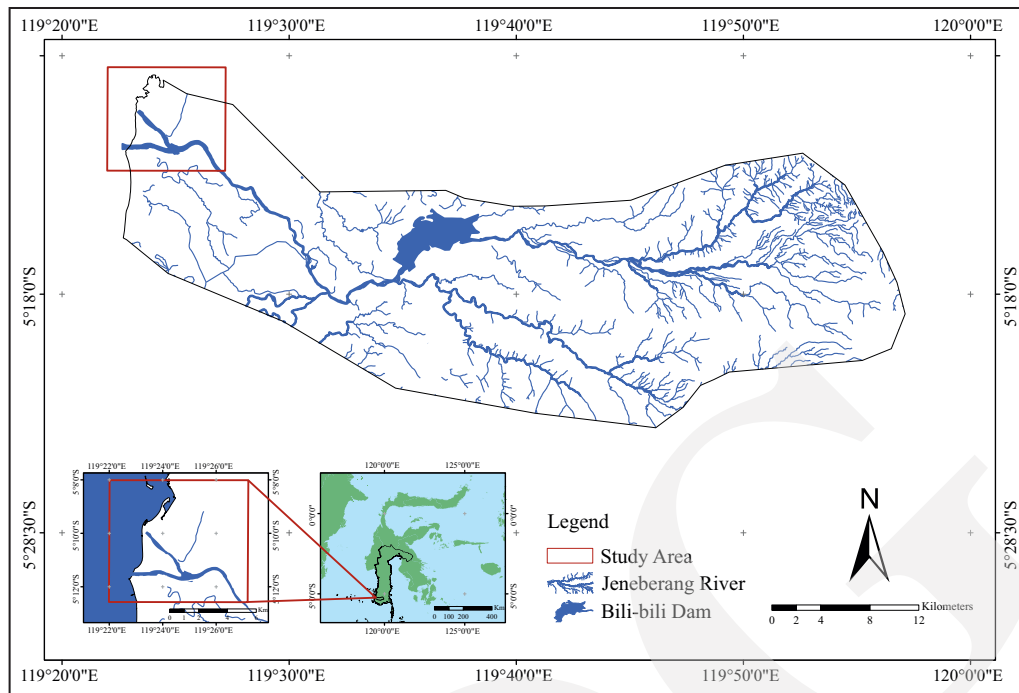 119°20'0"E 119°30'0"E 119°40'0"E 119°50'0"E 120°0'0"E
5°18'0"S
5°18'0"S
5°28'30"S
5°28'30"S
119°22'0"E 119°24'0"E 119°26'0"E
5°8'0"S
5°8'0"S
5°10'0"S
5°10'0"S
5°12'0"S
5°12'0"S
119°22'0"E 119°24'0"E 119°26'0"E
120°0'0"E 125°0'0"E
0°0'0"
0°0'0"
5°0'0"S
5°0'0"S
0 100 200 400
Km
120°0'0"E 125°0'0"E
Legend
Study Area
Jeneberang River
Bili-bili Dam
N
Kilometers
0 2 4 8 12
119°20'0"E 119°30'0"E 119°40'0"E 119°50'0"E 120°0'0"E